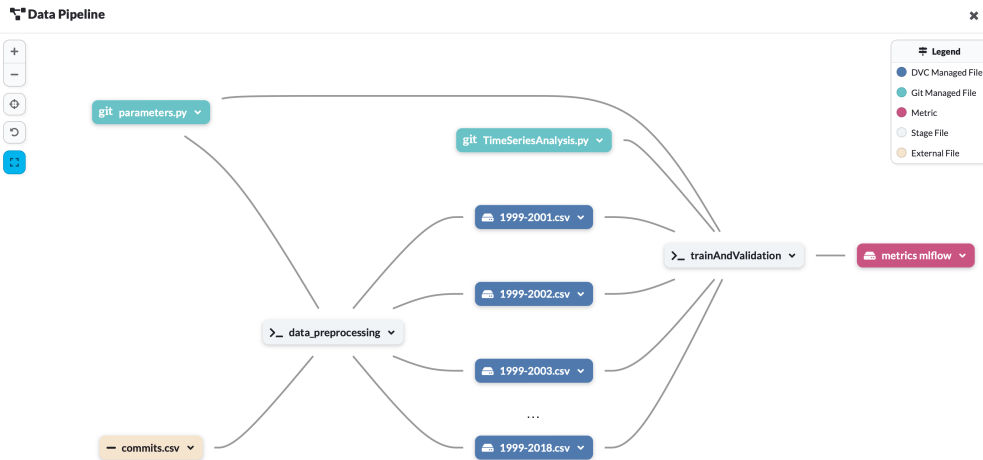 Data Pipeline
Legend
DVC Managed File
Git Managed File
Metric
Stage File
External File
git parameters.py
git TimeSeriesAnalysis.py
1999-2001.csv
trainAndValidation
metrics mlflow
1999-2002.csv
data_preprocessing
1999-2003.csv
...
commits.csv
1999-2018.csv